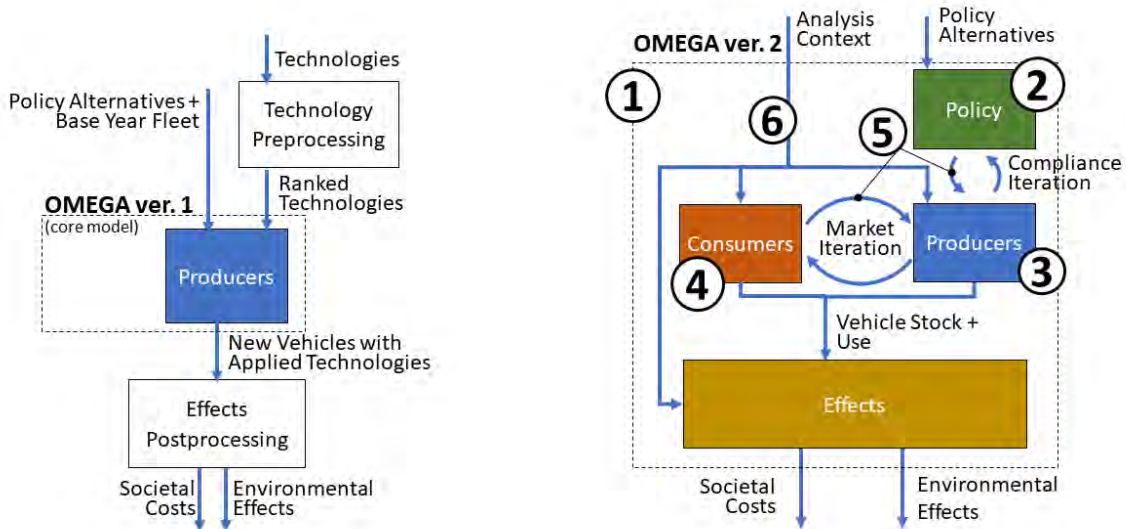 Technologies
Policy Alternatives +
Base Year Fleet
Technology
Preprocessing
Ranked
Technologies
OMEGA ver. 1
(core model)
Producers
New Vehicles with
Applied Technologies
Effects
Postprocessing
Societal
Costs
Environmental
Effects
Analysis
Context
Policy
Alternatives
OMEGA ver. 2
1
2
Policy
6
5
Compliance
Iteration
Consumers
Market
Iteration
Producers
4
3
Vehicle Stock +
Use
Effects
Societal
Costs
Environmental
Effects